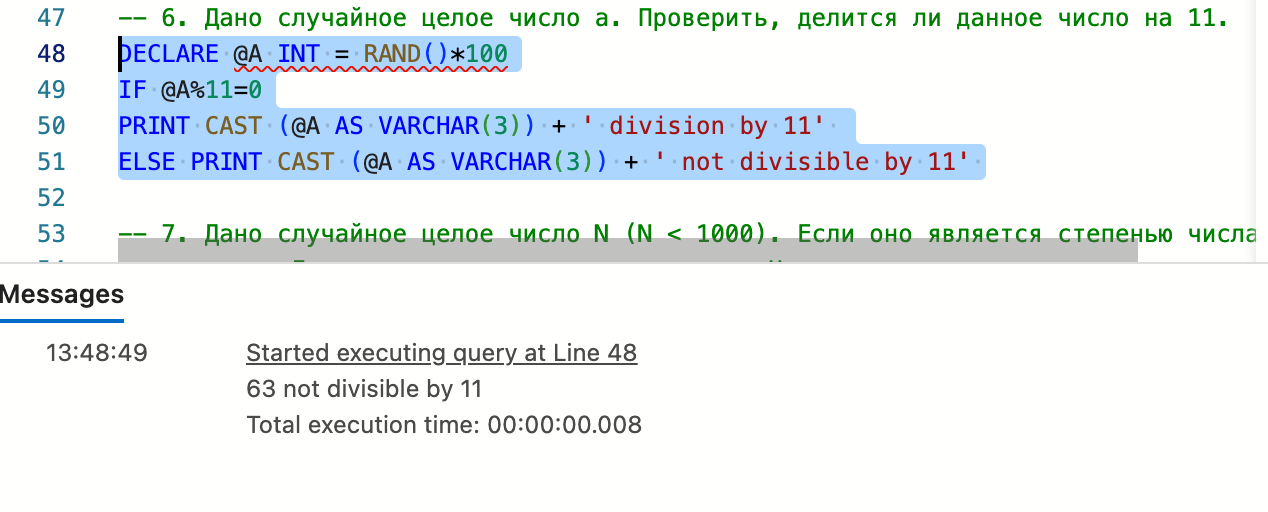 47 -- 6. Дано случайное целое число a. Проверить, делится ли данное число на 11.
48 DECLARE @A INT = RAND()*100
49 IF @A%11=0
50 PRINT CAST (@A AS VARCHAR(3)) + ' division by 11'
51 ELSE PRINT CAST (@A AS VARCHAR(3)) + ' not divisible by 11'
52
53 -- 7. Дано случайное целое число N (N < 1000). Если оно является степенью числа
Messages
13:48:49 Started executing query at Line 48
63 not divisible by 11
Total execution time: 00:00:00.008